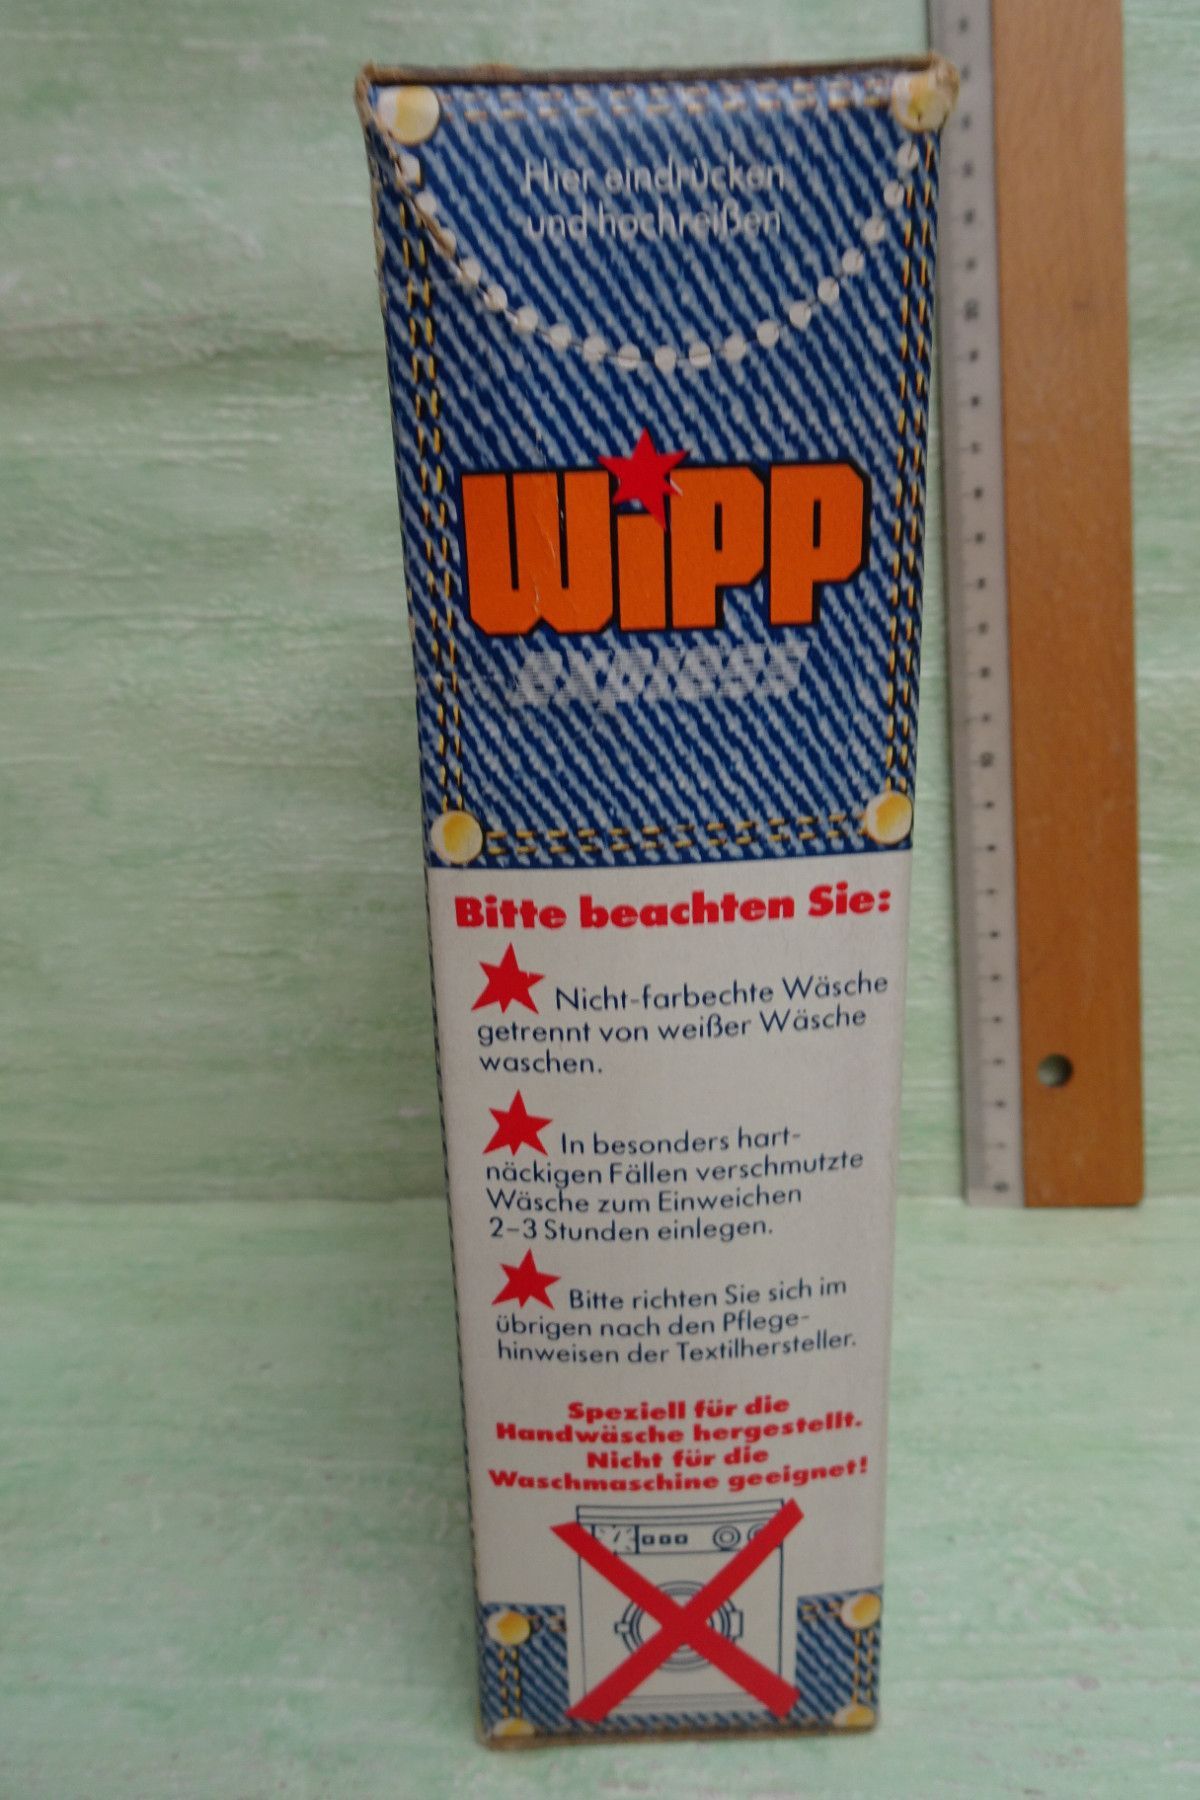 Hier eindrücken
und hochreißen
Wipp
express
Bitte beachten Sie:
Nicht-farbechte Wäsche
getrennt von weißer Wäsche
waschen.
In besonders hart-
näckigen Fällen verschmutzte
Wäsche zum Einweichen
2-3 Stunden einlegen.
Bitte richten Sie sich im
übrigen nach den Pflege-
hinweisen der Textilhersteller.
Speziell für die
Handwäsche hergestellt.
Nicht für die
Waschmaschine geeignet!